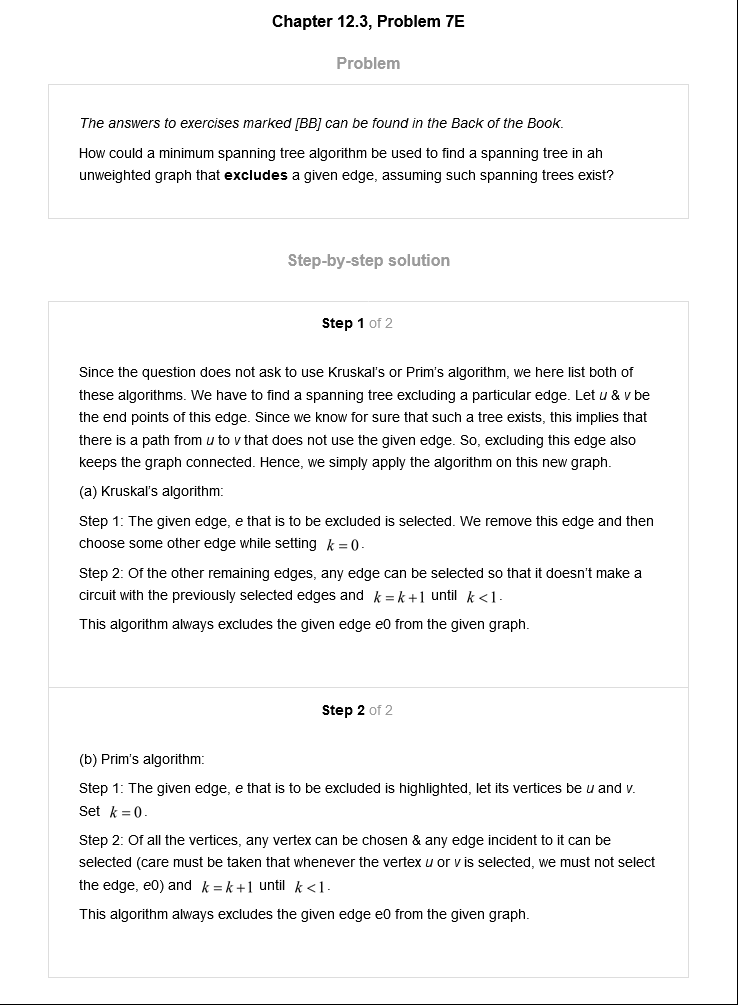 Chapter 12.3, Problem 7E
Problem
The answers to exercises marked [BB] can be found in the Back of the Book.
How could a minimum spanning tree algorithm be used to find a spanning tree in ah
unweighted graph that excludes a given edge, assuming such spanning trees exist?
Step-by-step solution
Step 1 of 2
Since the question does not ask to use Kruskal's or Prim's algorithm, we here list both of
these algorithms. We have to find a spanning tree excluding a particular edge. Let u & v be
the end points of this edge. Since we know for sure that such a tree exists, this implies that
there is a path from u to v that does not use the given edge. So, excluding this edge also
keeps the graph connected. Hence, we simply apply the algorithm on this new graph.
(a) Kruskal's algorithm:
Step 1: The given edge, e that is to be excluded is selected. We remove this edge and then
choose some other edge while setting k = 0.
Step 2: Of the other remaining edges, any edge can be selected so that it doesn't make a
circuit with the previously selected edges and k = k +1 until k <1.
This algorithm always excludes the given edge e0 from the given graph.
Step 2 of 2
(b) Prim's algorithm:
Step 1: The given edge, e that is to be excluded is highlighted, let its vertices be u and v.
Set k = 0.
Step 2: Of all the vertices, any vertex can be chosen & any edge incident to it can be
selected (care must be taken that whenever the vertex u or v is selected, we must not select
the edge, e0) and k = k +1 until k <1.
This algorithm always excludes the given edge e0 from the given graph.